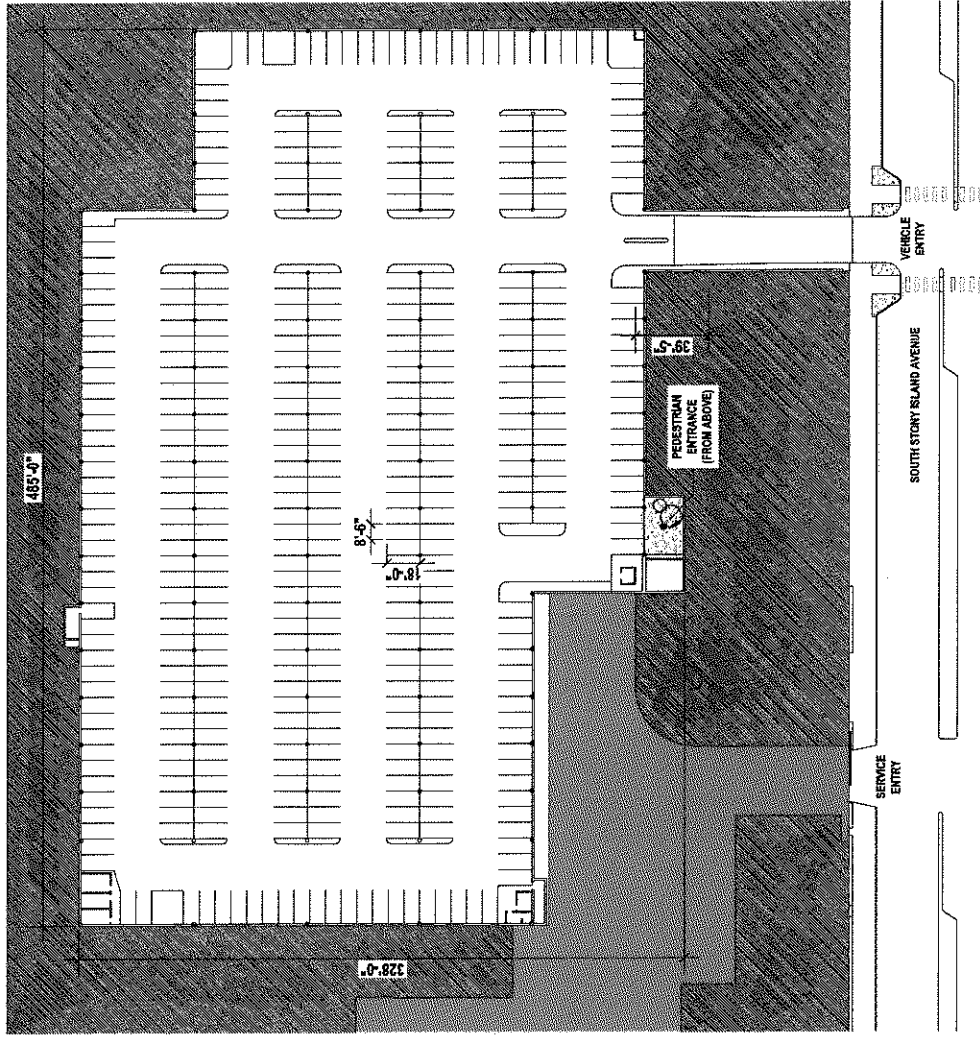 485'-0"
8'-6"
18'-0"
39'-5"
PEDESTRIAN
ENTRANCE
(FROM ABOVE)
328'-0"
VEHICLE
ENTRY
SOUTH STONY ISLAND AVENUE
SERVICE
ENTRY